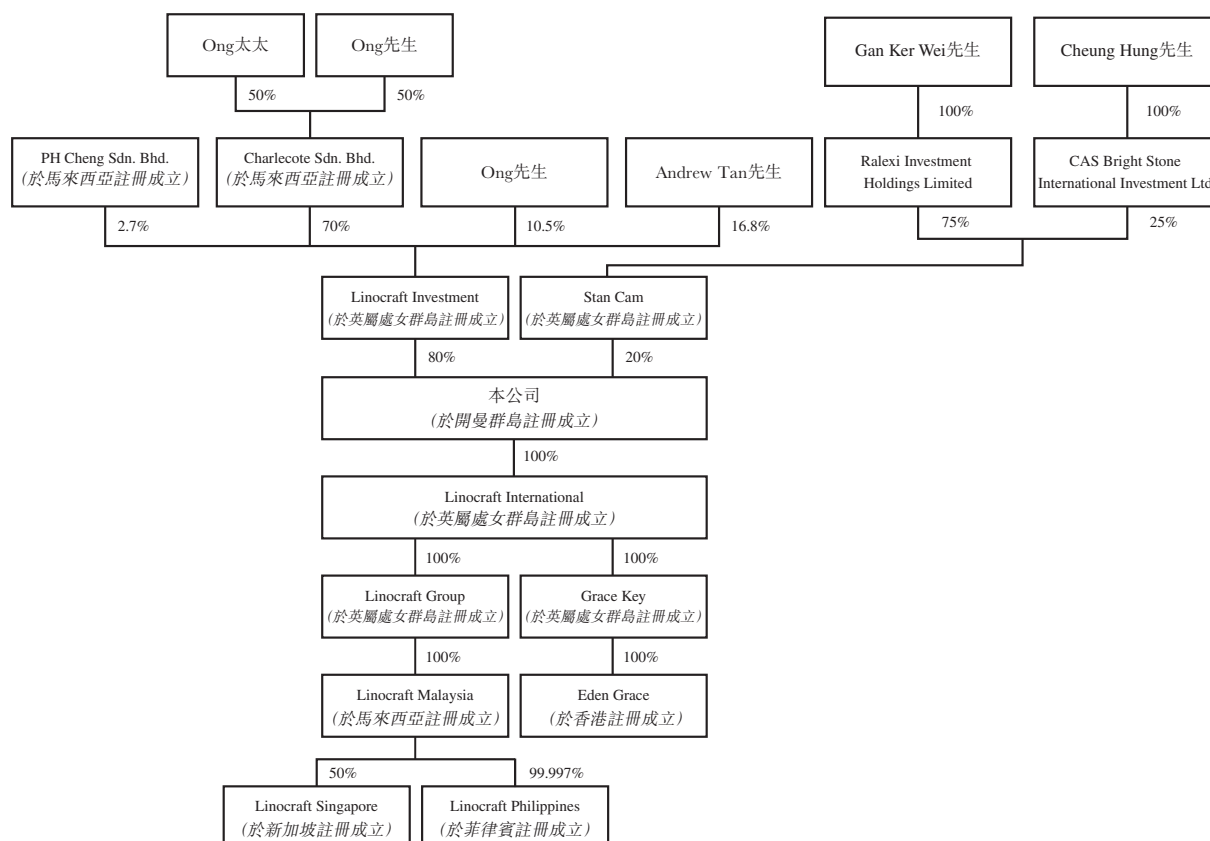 Ong太太
Ong先生
Gan Ker Wei先生
Cheung Hung先生
50%
50%
100%
100%
PH Cheng Sdn. Bhd.
(於馬來西亞註冊成立)
Charlecote Sdn. Bhd.
(於馬來西亞註冊成立)
Ong先生
Andrew Tan先生
Ralexi Investment
Holdings Limited
CAS Bright Stone
International Investment Ltd
2.7%
70%
10.5%
16.8%
75%
25%
Linocraft Investment
(於英屬處女群島註冊成立)
Stan Cam
(於英屬處女群島註冊成立)
80%
20%
本公司
(於開曼群島註冊成立)
100%
Linocraft International
(於英屬處女群島註冊成立)
100%
100%
Linocraft Group
(於英屬處女群島註冊成立)
Grace Key
(於英屬處女群島註冊成立)
100%
100%
Linocraft Malaysia
(於馬來西亞註冊成立)
Eden Grace
(於香港註冊成立)
50%
99.997%
Linocraft Singapore
(於新加坡註冊成立)
Linocraft Philippines
(於菲律賓註冊成立)